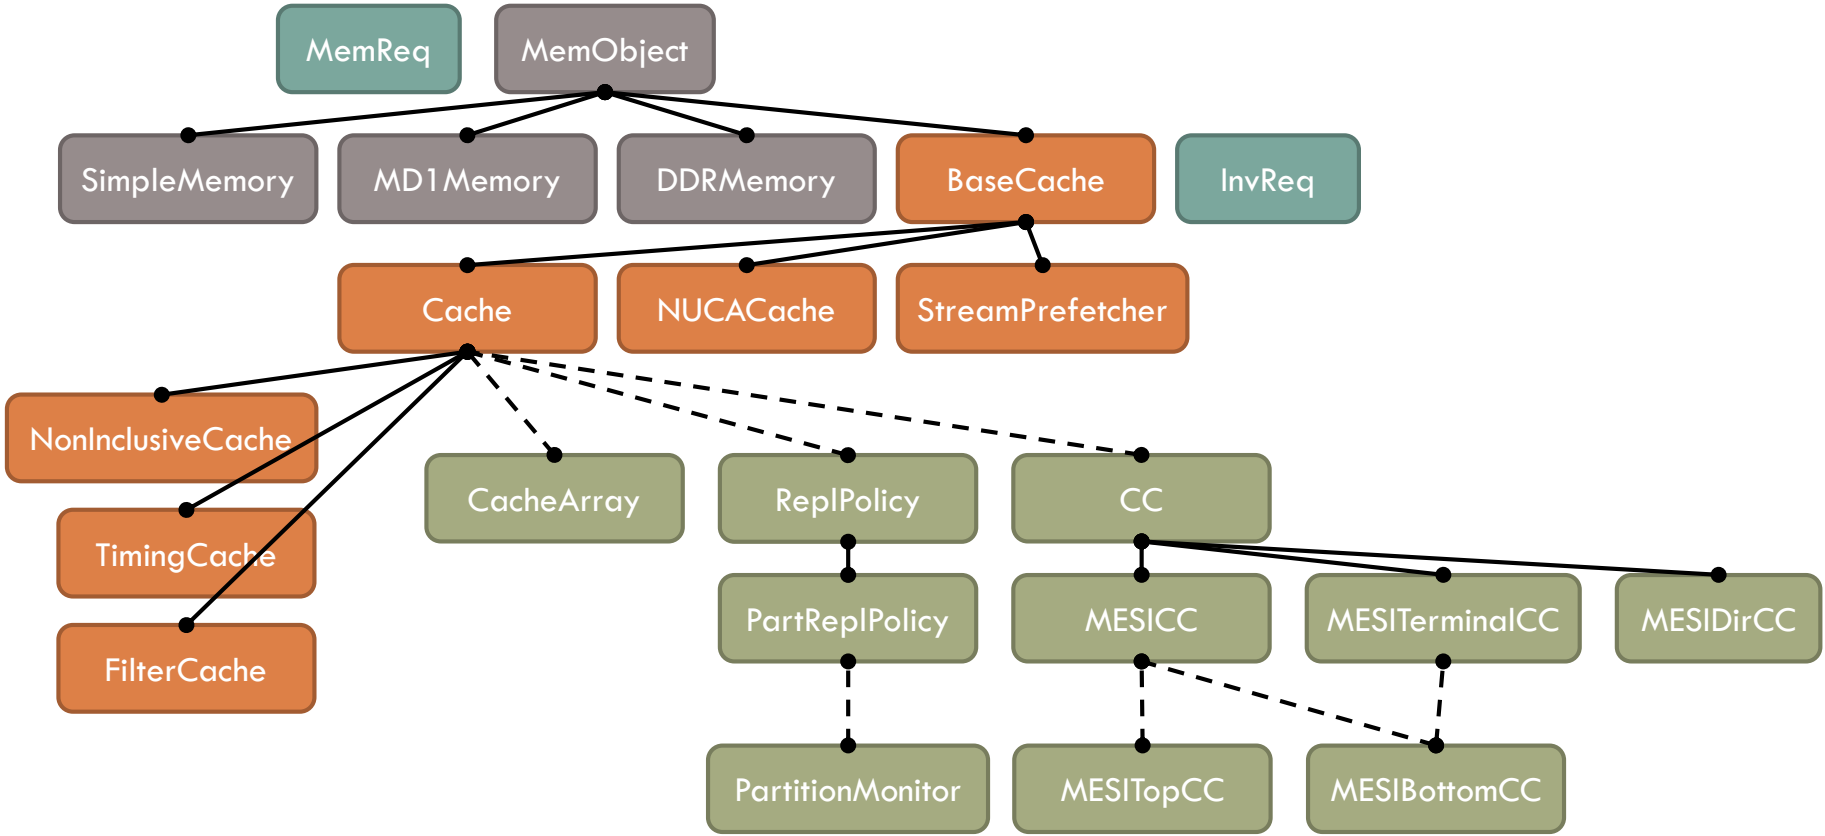 MemReq
MemObject
SimpleMemory
MD1Memory
DDRMemory
BaseCache
InvReq
Cache
NUCACache
StreamPrefetcher
NonInclusiveCache
CacheArray
ReplPolicy
CC
TimingCache
PartReplPolicy
MESICC
MESITerminalCC
MESIDirCC
FilterCache
PartitionMonitor
MESITopCC
MESIBottomCC